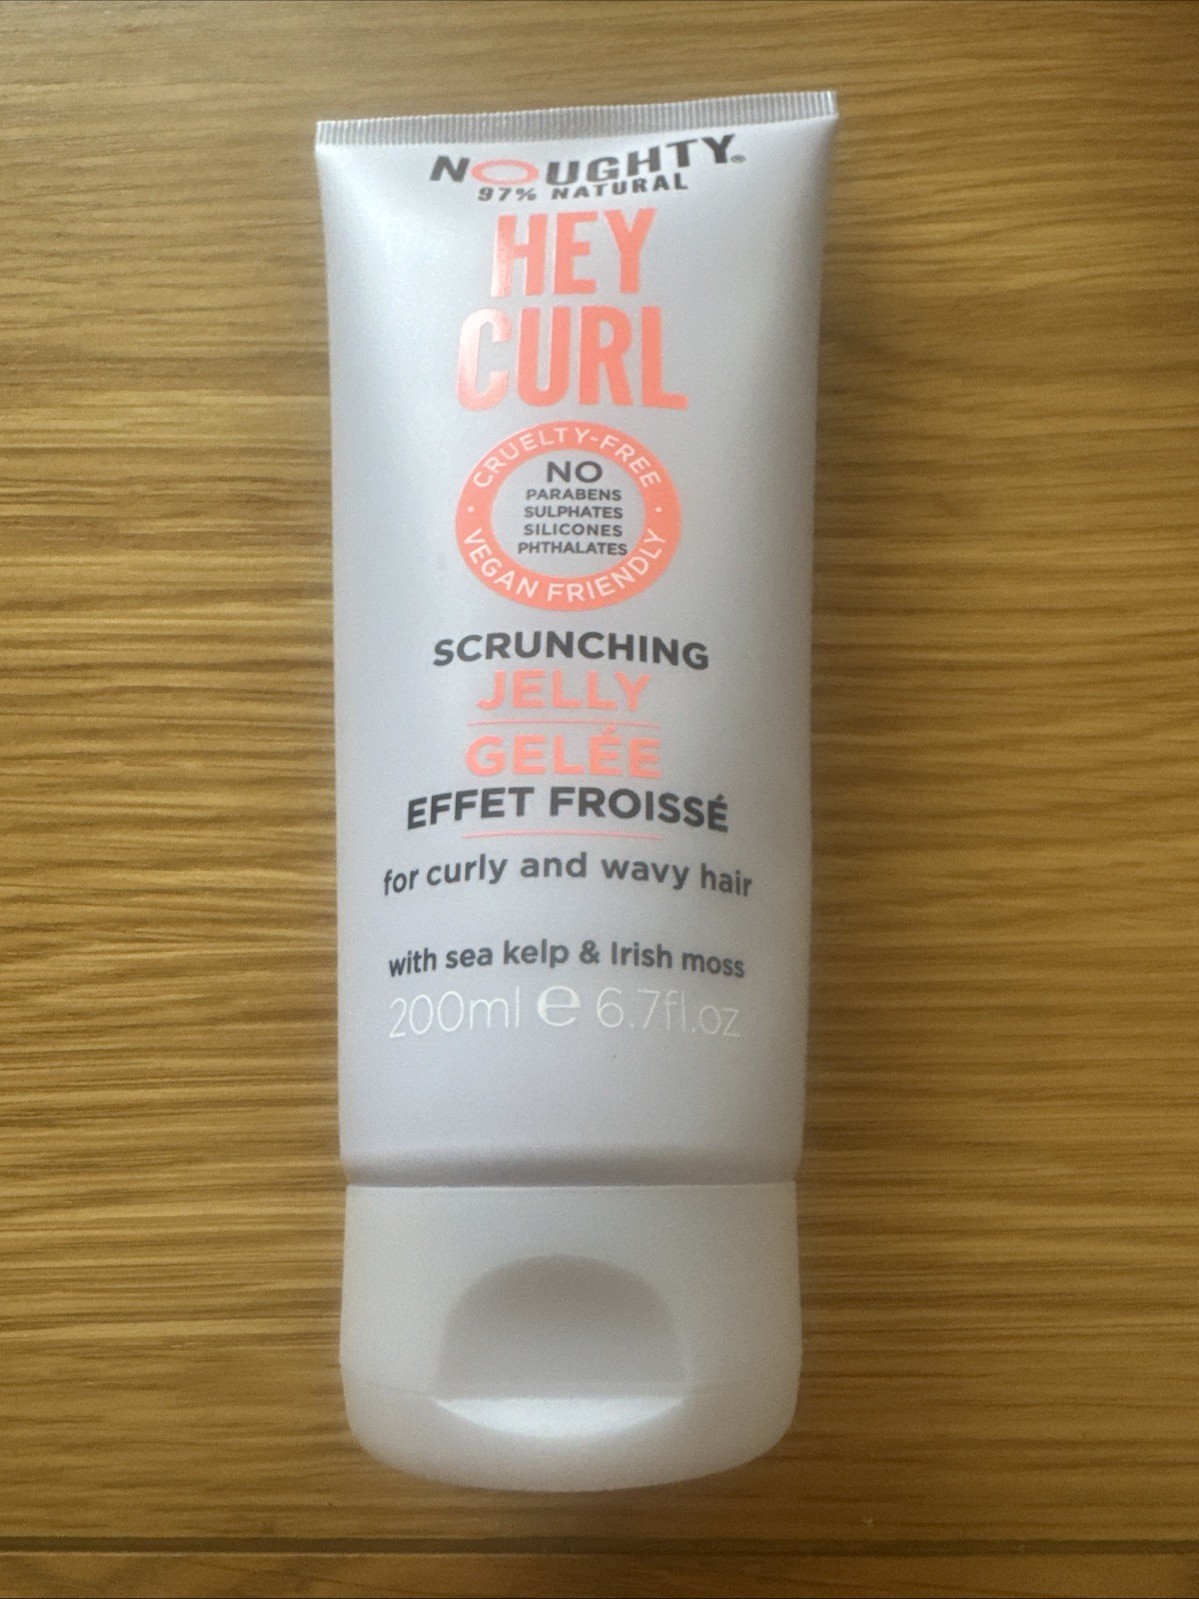 NOUGHTY®
97% NATURAL
HEY
CURL
CRUELTY-FREE
NO
PARABENS
SULPHATES
SILICONES
PHTHALATES
VEGAN FRIENDLY
SCRUNCHING
JELLY
GELÉE
EFFET FROISSÉ
for curly and wavy hair
with sea kelp & Irish moss
200ml e 6.7fl.oz